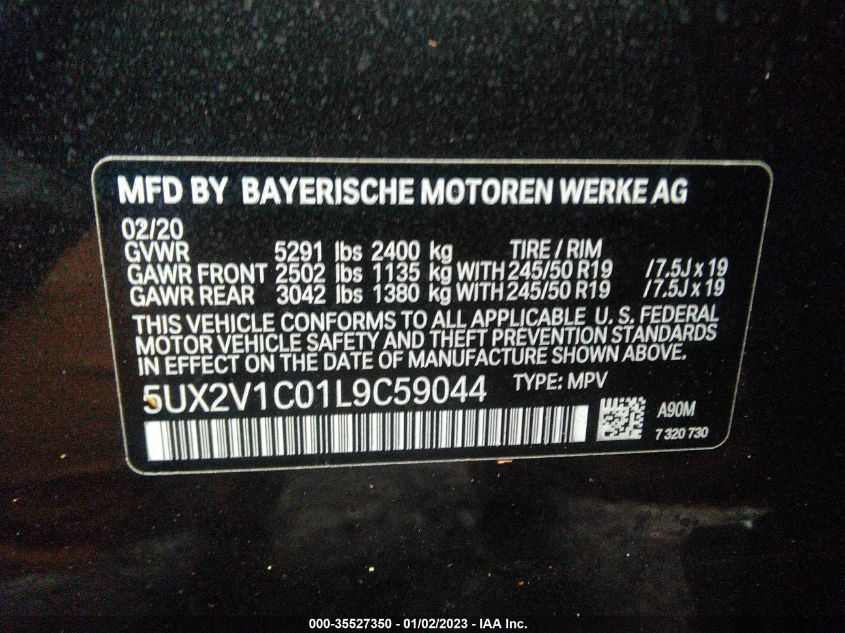 MFD BY BAYERISCHE MOTOREN WERKE AG
02/20
GVWR 5291 lbs 2400 kg TIRE / RIM
GAWR FRONT 2502 lbs 1135 kg WITH 245/50 R19 /7.5J x 19
GAWR REAR 3042 lbs 1380 kg WITH 245/50 R19 /7.5J x 19
THIS VEHICLE CONFORMS TO ALL APPLICABLE U. S. FEDERAL
MOTOR VEHICLE SAFETY AND THEFT PREVENTION STANDARDS
IN EFFECT ON THE DATE OF MANUFACTURE SHOWN ABOVE.
5UX2V1C01L9C59044 TYPE: MPV
A90M
7 320 730
000-35527350 - 01/02/2023 - IAA Inc.